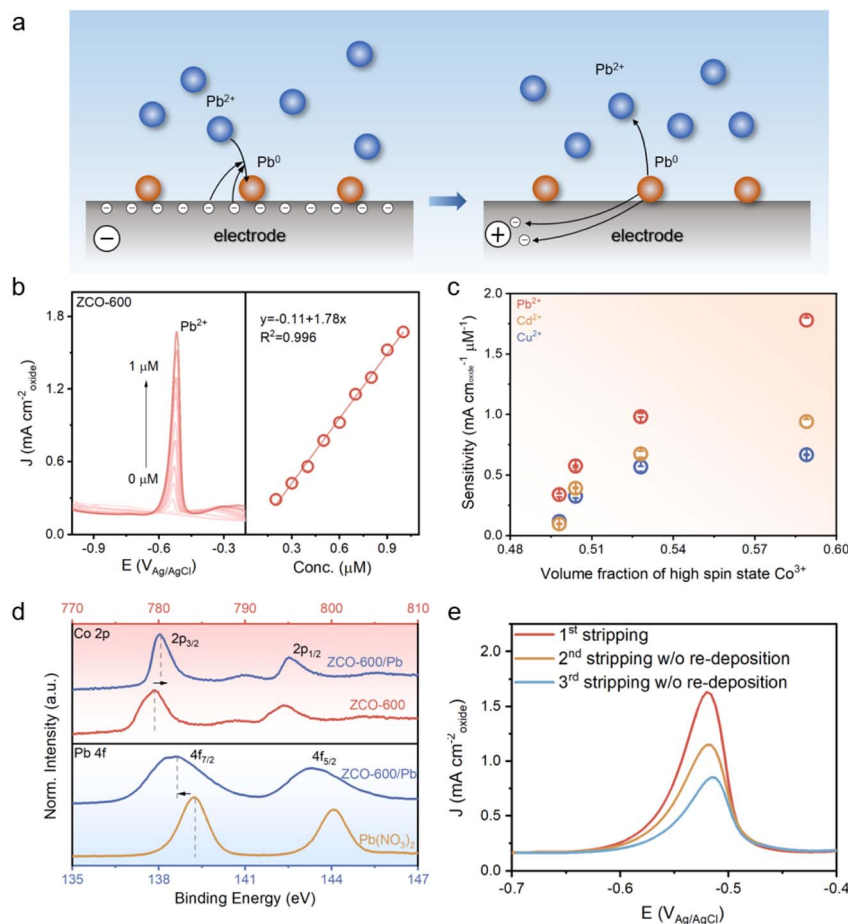 a
Pb2+
Pb0
⊖
electrode
Pb2+
Pb0
⊕
electrode
b
ZCO-600
Pb2+
1 μM
0 μM
y=-0.11+1.78x
R2=0.996
1.8
1.2
0.6
0.0
J (mA cm-2oxide)
-0.9 -0.6 -0.3
0.3 0.6 0.9
E (VAg/AgCl)
Conc. (μM)
c
Pb2+
Cd2+
Cu2+
2.0
1.5
1.0
0.5
0.0
Sensitivity (mA cmoxide-1 μM-1)
0.48 0.51 0.54 0.57 0.60
Volume fraction of high spin state Co3+
d
770 780 790 800 810
Co 2p
2p3/2
2p1/2
ZCO-600/Pb
ZCO-600
Pb 4f
4f7/2
4f5/2
ZCO-600/Pb
Pb(NO3)2
Norm. Intensity (a.u.)
135 138 141 144 147
Binding Energy (eV)
e
1st stripping
2nd stripping w/o re-deposition
3rd stripping w/o re-deposition
2.0
1.5
1.0
0.5
0.0
J (mA cm-2oxide)
-0.7 -0.6 -0.5 -0.4
E (VAg/AgCl)